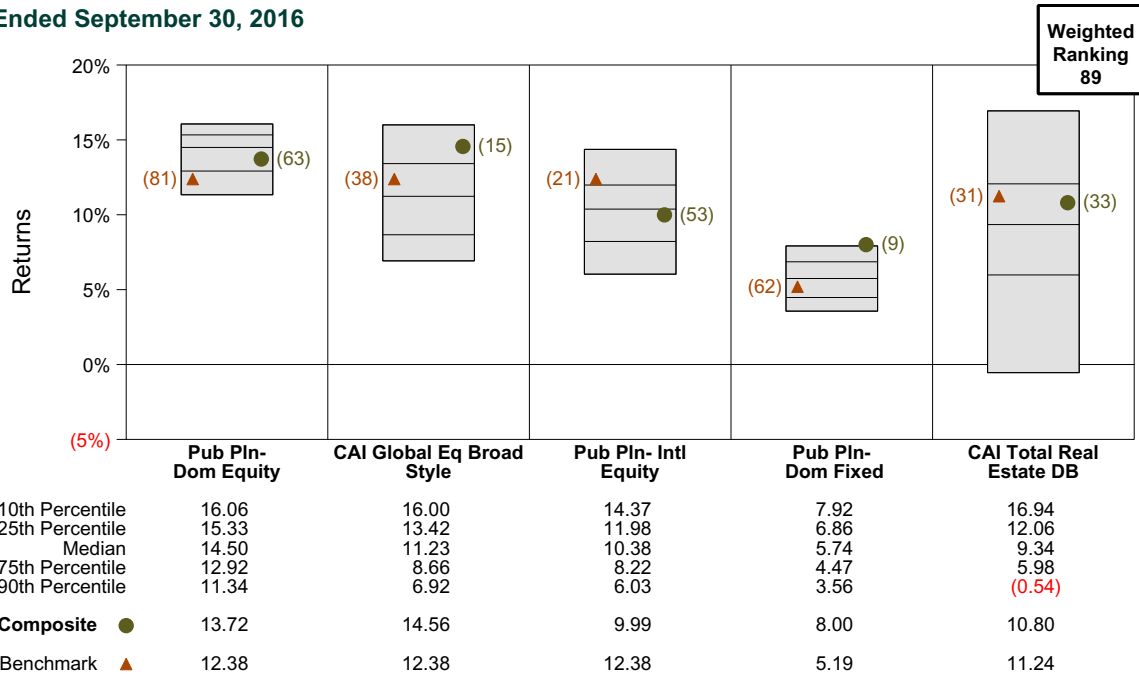 Ended September 30, 2016
Weighted
Ranking
89
Returns
20%
15%
10%
5%
0%
(5%)
(81)
(63)
(38)
(15)
(21)
(53)
(62)
(9)
(31)
(33)
Pub Pln- Dom Equity
CAI Global Eq Broad Style
Pub Pln- Intl Equity
Pub Pln- Dom Fixed
CAI Total Real Estate DB
10th Percentile 16.06 16.00 14.37 7.92 16.94
25th Percentile 15.33 13.42 11.98 6.86 12.06
Median 14.50 11.23 10.38 5.74 9.34
75th Percentile 12.92 8.66 8.22 4.47 5.98
90th Percentile 11.34 6.92 6.03 3.56 (0.54)
Composite 13.72 14.56 9.99 8.00 10.80
Benchmark 12.38 12.38 12.38 5.19 11.24